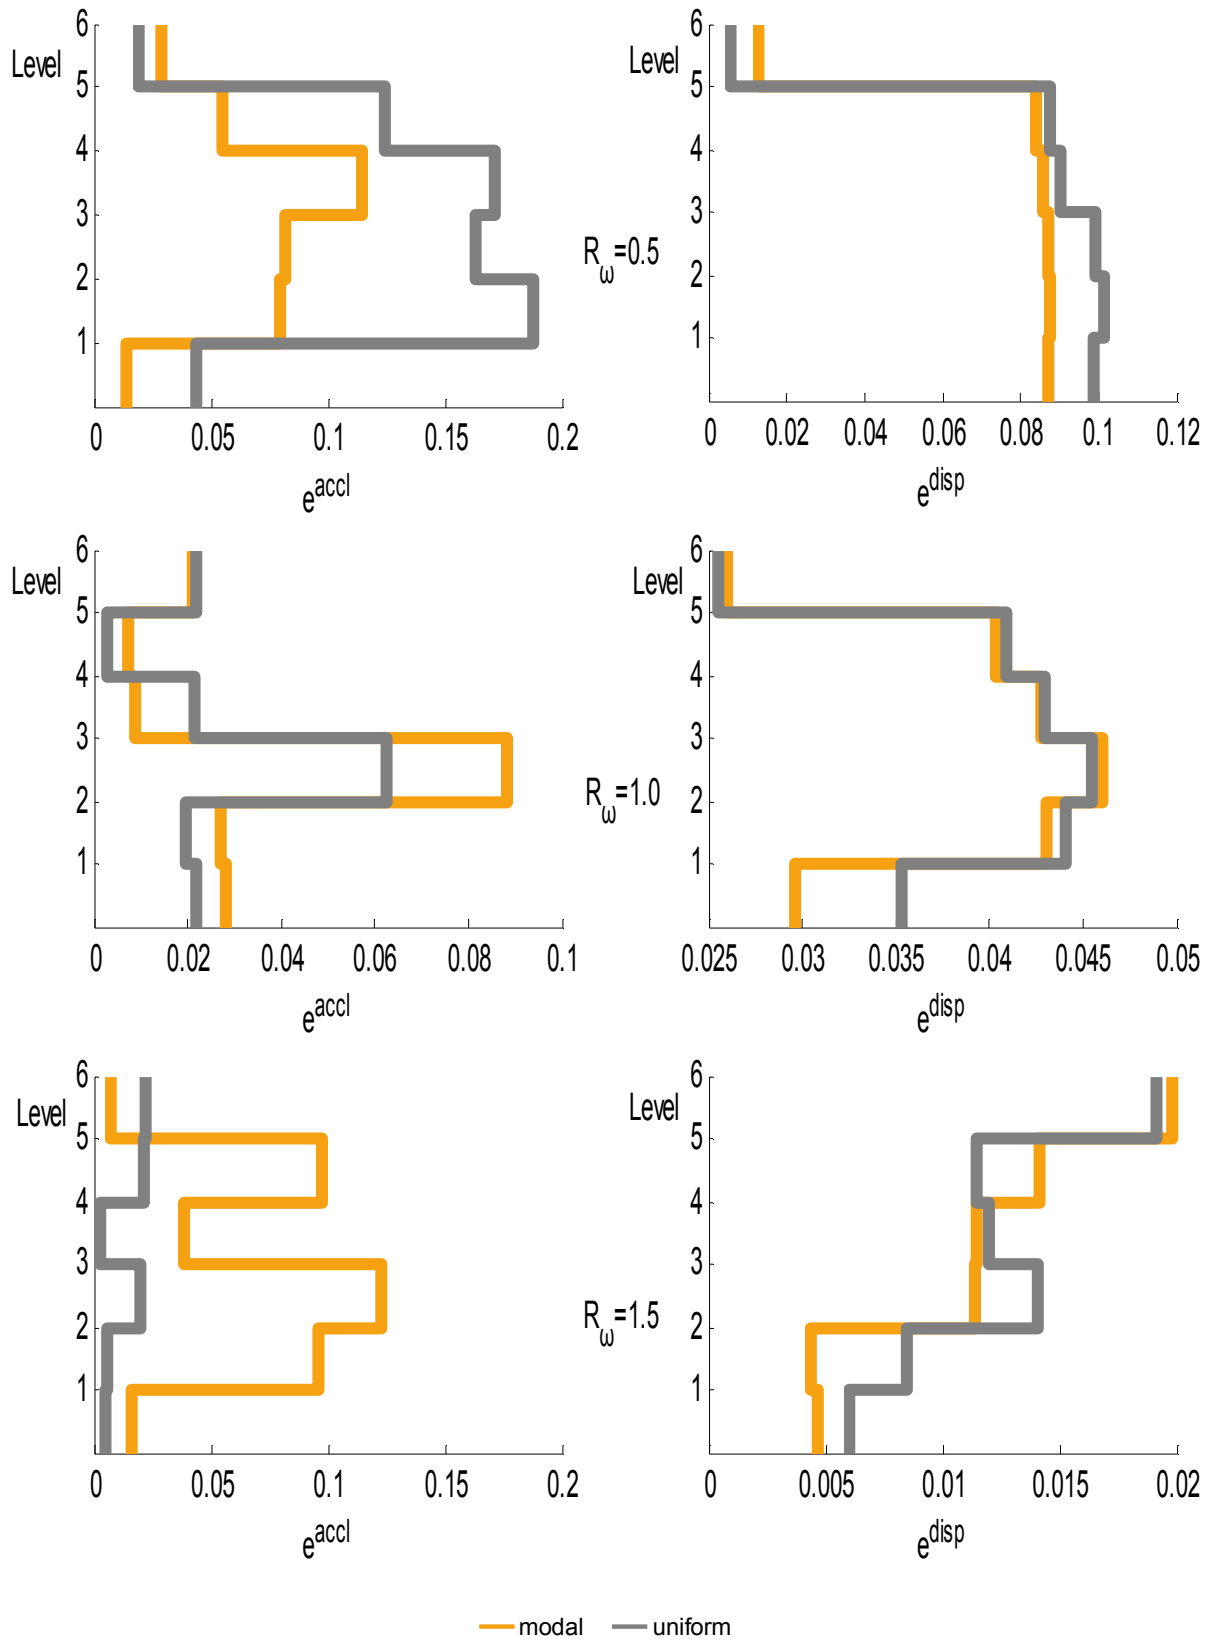 6
Level
5
4
3
2
1
0 0.05 0.1 0.15 0.2
e^accl
6
Level
5
4
3
2
1
0 0.02 0.04 0.06 0.08 0.1 0.12
e^disp
R_ω=0.5
6
Level
5
4
3
2
1
0 0.02 0.04 0.06 0.08 0.1
e^accl
6
Level
5
4
3
2
1
0.025 0.03 0.035 0.04 0.045 0.05
e^disp
R_ω=1.0
6
Level
5
4
3
2
1
0 0.05 0.1 0.15 0.2
e^accl
6
Level
5
4
3
2
1
0 0.005 0.01 0.015 0.02
e^disp
R_ω=1.5
modal uniform